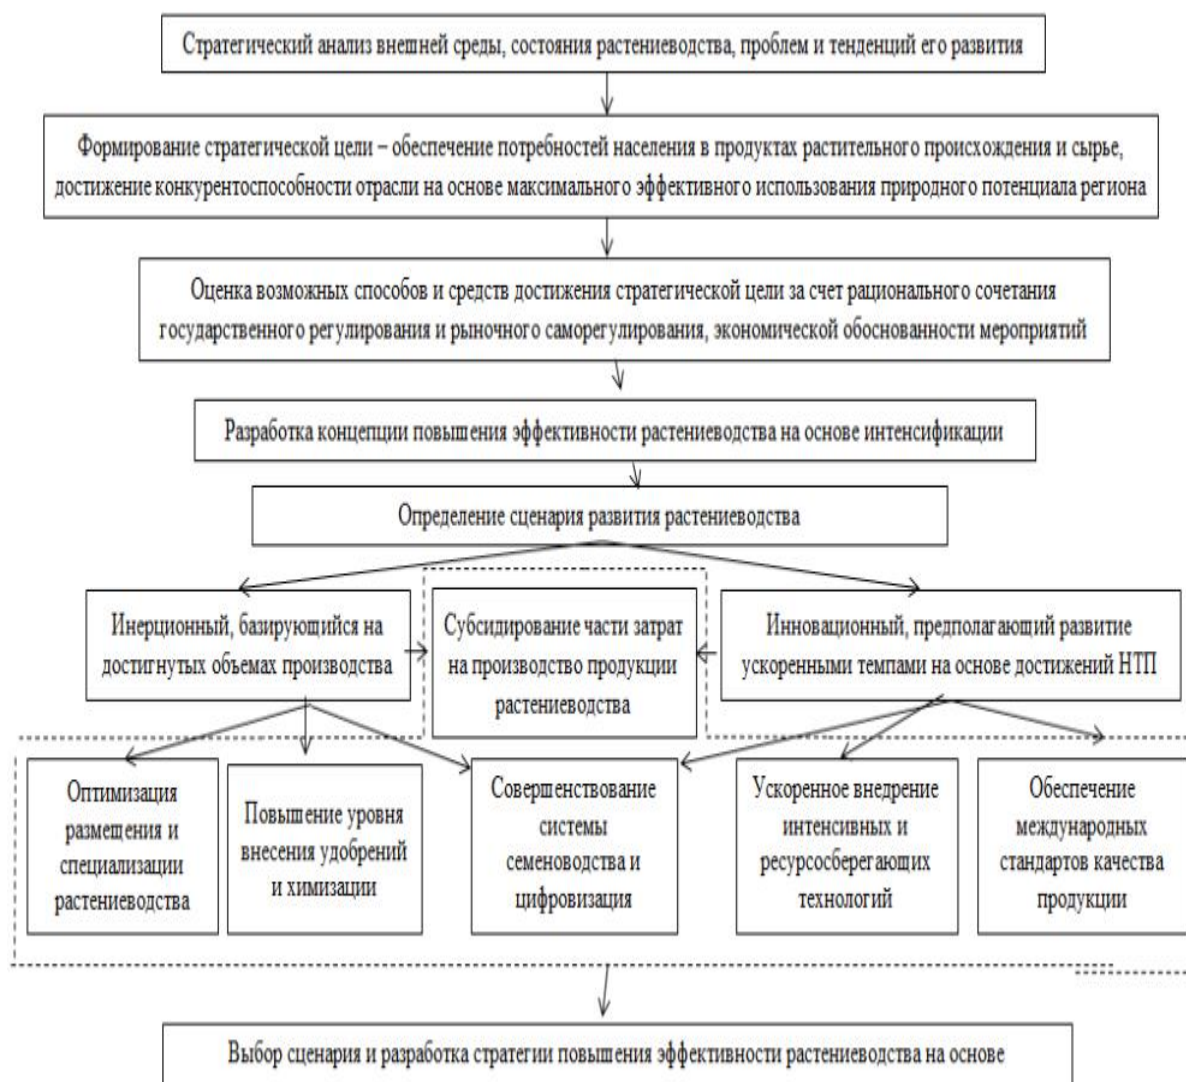 Стратегический анализ внешней среды, состояния растениеводства, проблем и тенденций его развития
Формирование стратегической цели – обеспечение потребностей населения в продуктах растительного происхождения и сырье,
достижение конкурентоспособности отрасли на основе максимального эффективного использования природного потенциала региона
Оценка возможных способов и средств достижения стратегической цели за счет рационального сочетания
государственного регулирования и рыночного саморегулирования, экономической обоснованности мероприятий
Разработка концепции повышения эффективности растениеводства на основе интенсификации
Определение сценария развития растениеводства
Инерционный, базирующийся на
достигнутых объемах производства
Субсидирование части затрат
на производство продукции
растениеводства
Инновационный, предполагающий развитие
ускоренными темпами на основе достижений НТП
Оптимизация
размещения и
специализации
растениеводства
Повышение уровня
внесения удобрений
и химизации
Совершенствование
системы
семеноводства и
цифровизация
Ускоренное внедрение
интенсивных и
ресурсосберегающих
технологий
Обеспечение
международных
стандартов качества
продукции
Выбор сценария и разработка стратегии повышения эффективности растениеводства на основе